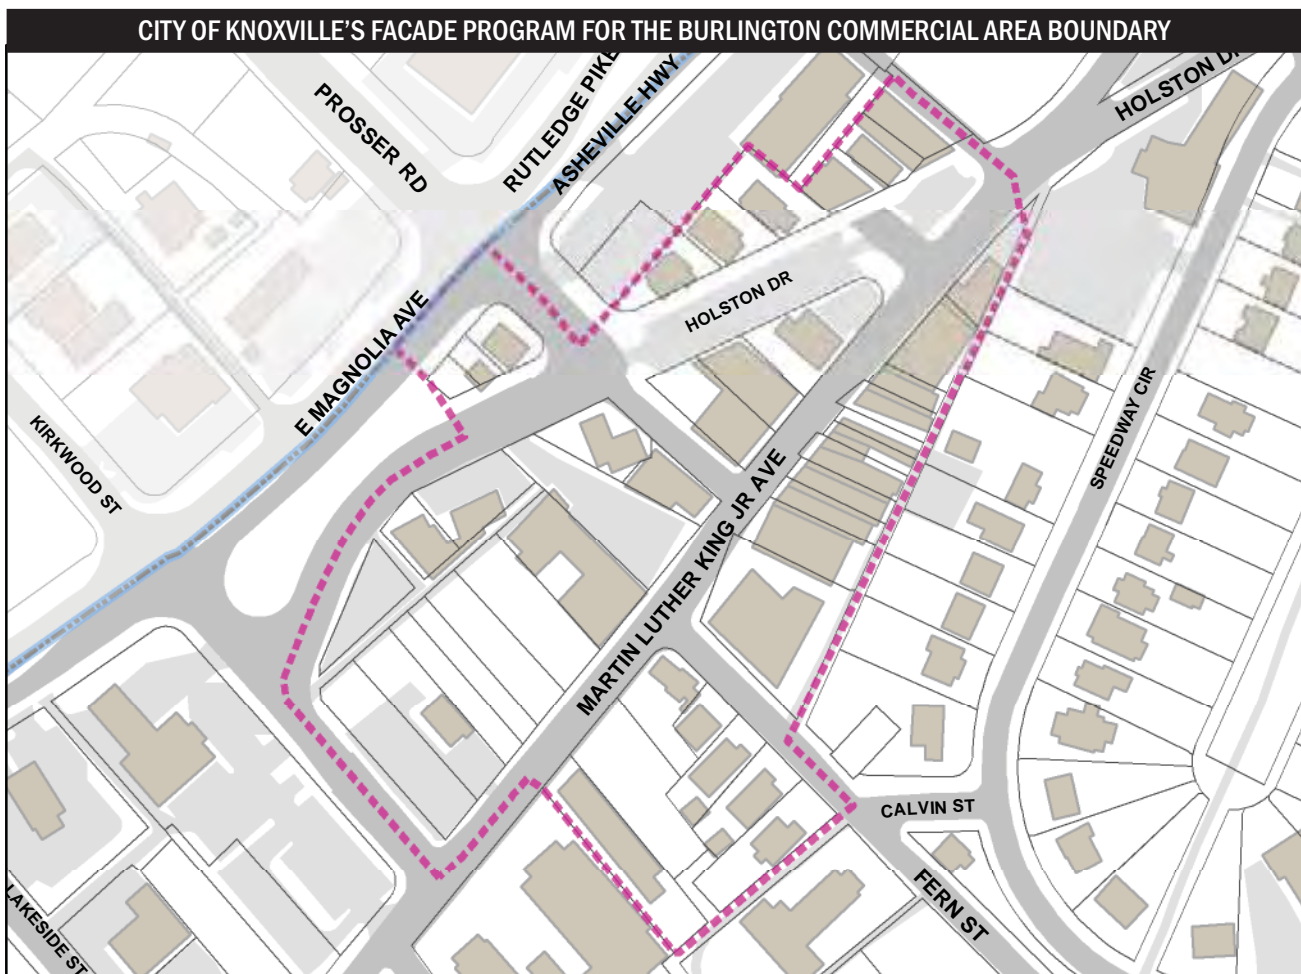 CITY OF KNOXVILLE'S FACADE PROGRAM FOR THE BURLINGTON COMMERCIAL AREA BOUNDARY
PROSSER RD
RUTLEDGE PIKE
ASHEVILLE HWY
HOLSTON DR
HOLSTON DR
E MAGNOLIA AVE
KIRKWOOD ST
SPEEDWAY CIR
MARTIN LUTHER KING JR AVE
CALVIN ST
FERN ST
LAKESIDE ST